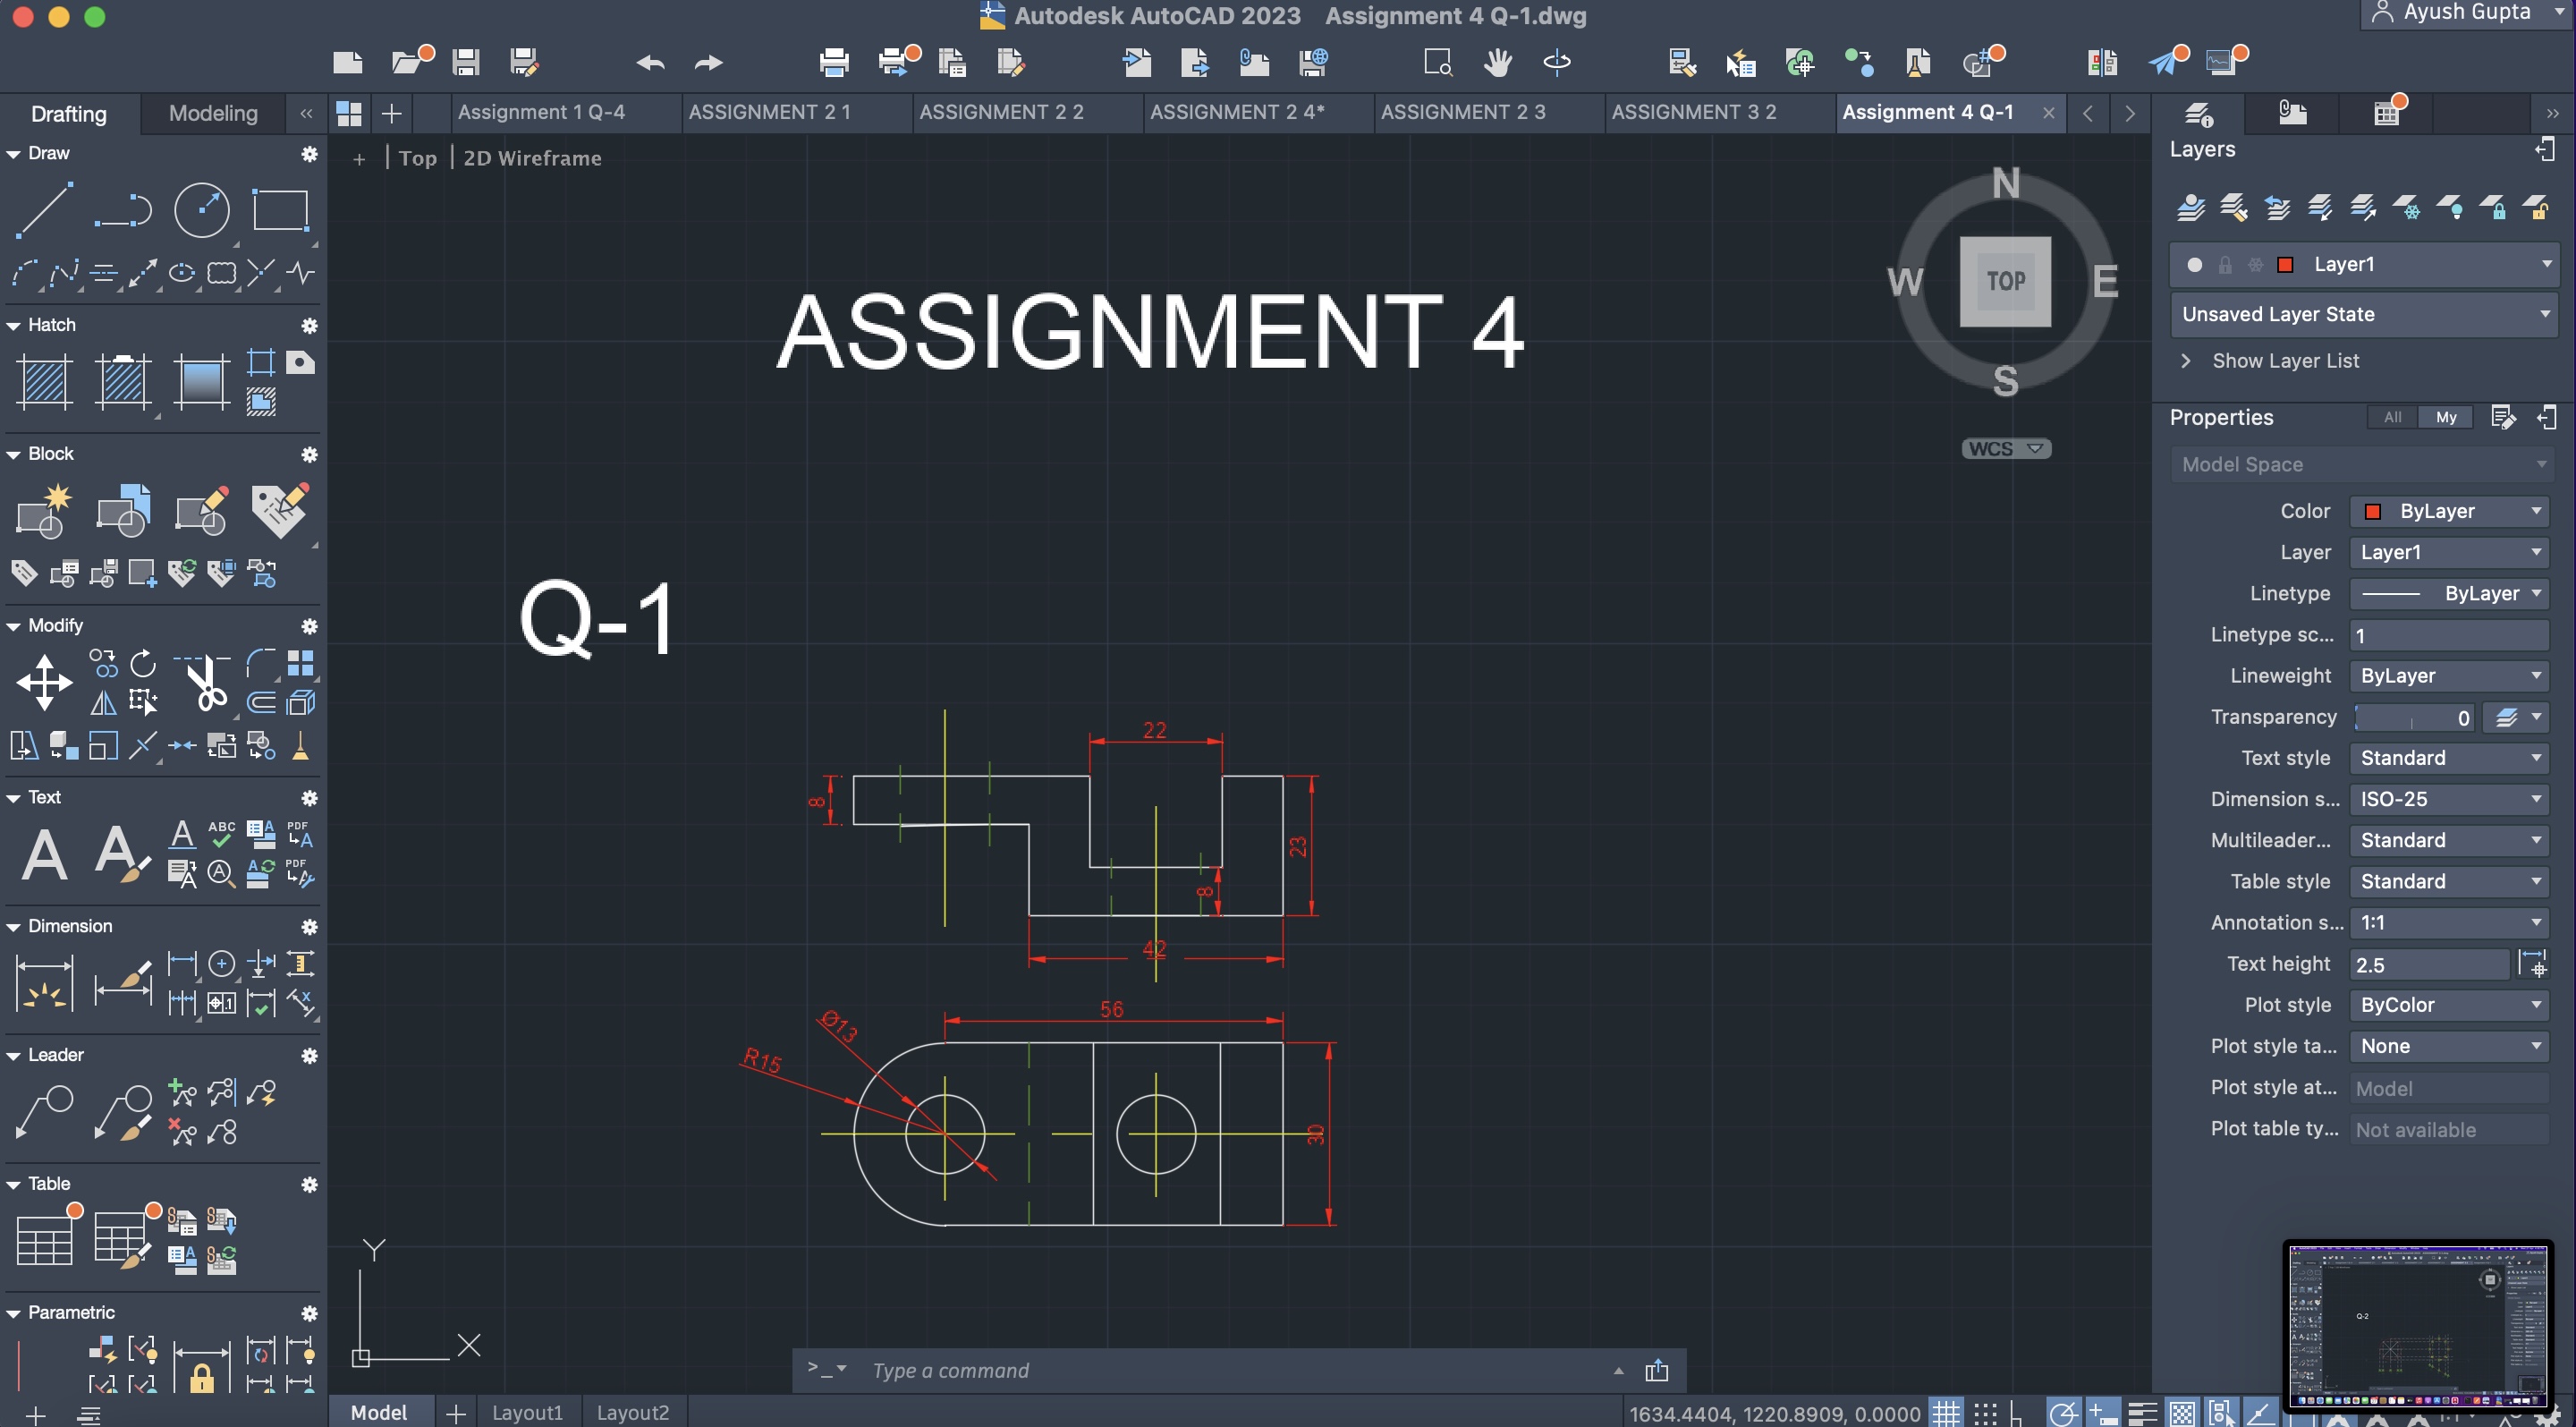 Autodesk AutoCAD 2023 Assignment 4 Q-1.dwg
Ayush Gupta
Drafting Modeling
Assignment 1 Q-4 ASSIGNMENT 2 1 ASSIGNMENT 2 2 ASSIGNMENT 2 4* ASSIGNMENT 2 3 ASSIGNMENT 3 2 Assignment 4 Q-1
Draw
Hatch
Block
Modify
Text
ABC
PDF
PDF
Dimension
Leader
Table
Parametric
+ | Top | 2D Wireframe
ASSIGNMENT 4
Q-1
22
8
23
8
42
56
Ø13
R15
30
Y
X
N
W TOP E
S
WCS
>_ Type a command
Model Layout1 Layout2
1634.4404, 1220.8909, 0.0000
Layers
Layer1
Unsaved Layer State
Show Layer List
Properties All My
Model Space
Color ByLayer
Layer Layer1
Linetype ByLayer
Linetype sc... 1
Lineweight ByLayer
Transparency 0
Text style Standard
Dimension s... ISO-25
Multileader... Standard
Table style Standard
Annotation s... 1:1
Text height 2.5
Plot style ByColor
Plot style ta... None
Plot style at... Model
Plot table ty... Not available
Q-2